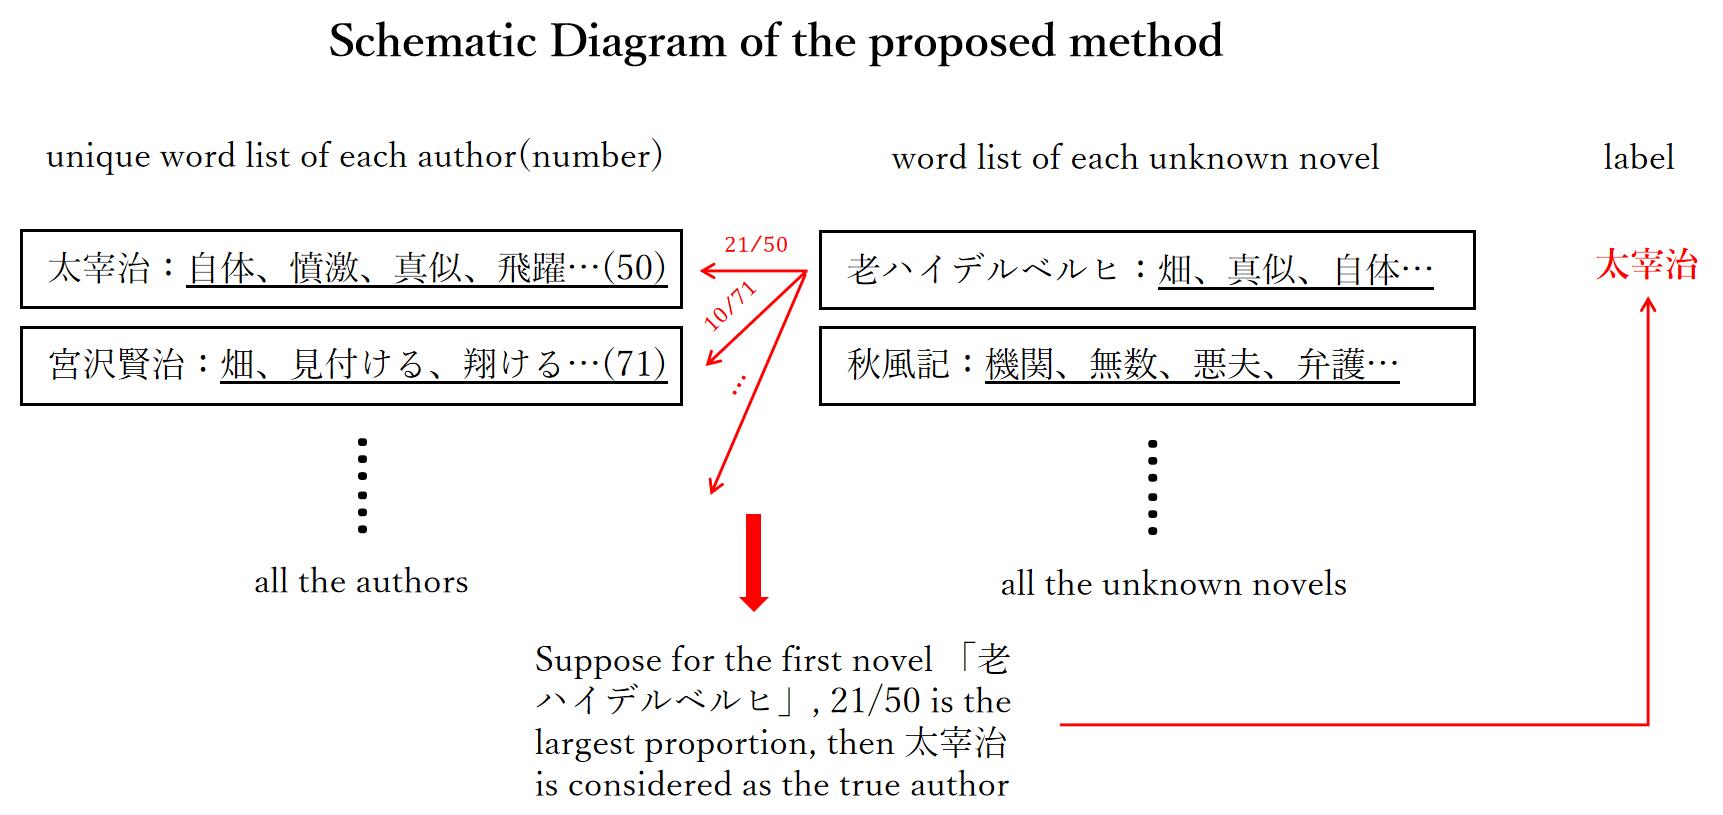 Schematic Diagram of the proposed method
unique word list of each author(number)
word list of each unknown novel
label
太宰治：自体、憤激、真似、飛躍…(50)
21/50
老ハイデルベルヒ：畑、真似、自体…
太宰治
10/71
宮沢賢治：畑、見付ける、翔ける…(71)
…
秋風記：機関、無数、悪夫、弁護…
all the authors
all the unknown novels
Suppose for the first novel 「老
ハイデルベルヒ」, 21/50 is the
largest proportion, then 太宰治
is considered as the true author